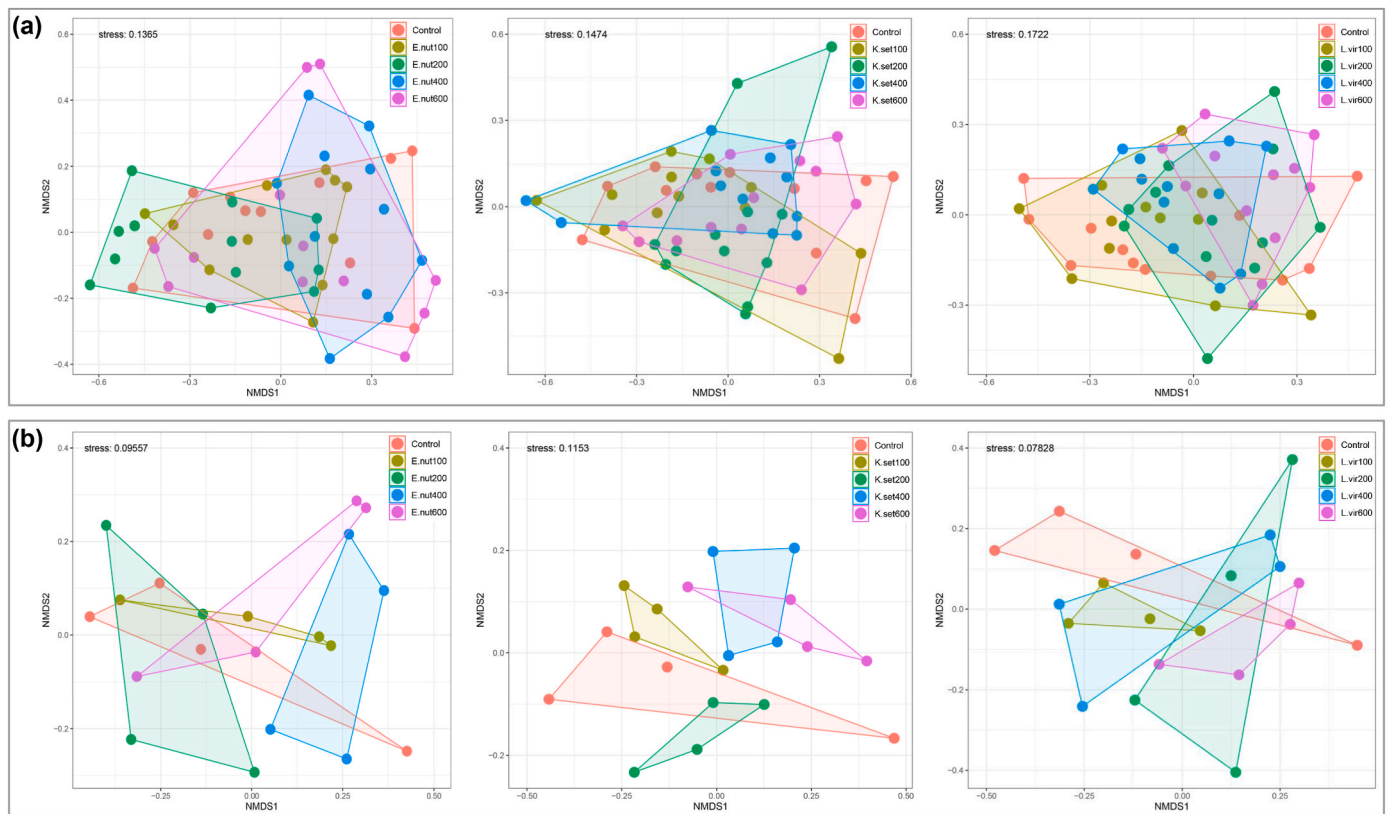 (a)
stress: 0.1365
Control
E.nut100
E.nut200
E.nut400
E.nut600
NMDS2
0.6
0.4
0.2
0.0
−0.2
−0.4
−0.6
−0.3
0.0
0.3
NMDS1
stress: 0.1474
Control
K.set100
K.set200
K.set400
K.set600
NMDS2
0.6
0.3
0.0
−0.3
−0.6
−0.3
0.0
0.3
0.6
NMDS1
stress: 0.1722
Control
L.vir100
L.vir200
L.vir400
L.vir600
NMDS2
0.6
0.3
0.0
−0.3
−0.6
−0.3
0.0
0.3
NMDS1
(b)
stress: 0.09557
Control
E.nut100
E.nut200
E.nut400
E.nut600
NMDS2
0.4
0.2
0.0
−0.2
−0.25
0.00
0.25
0.50
NMDS1
stress: 0.1153
Control
K.set100
K.set200
K.set400
K.set600
NMDS2
0.4
0.2
0.0
−0.2
−0.50
−0.25
0.00
0.25
0.50
NMDS1
stress: 0.07828
Control
L.vir100
L.vir200
L.vir400
L.vir600
NMDS2
0.4
0.2
0.0
−0.2
−0.4
−0.50
−0.25
0.00
0.25
NMDS1